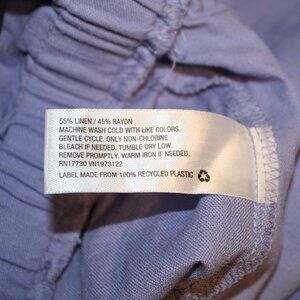 55% LINEN / 45% RAYON
MACHINE WASH COLD WITH LIKE COLORS.
GENTLE CYCLE. ONLY NON-CHLORINE
BLEACH IF NEEDED. TUMBLE DRY LOW.
REMOVE PROMPTLY. WARM IRON IF NEEDED.
RN17730 VN1973122
LABEL MADE FROM 100% RECYCLED PLASTIC